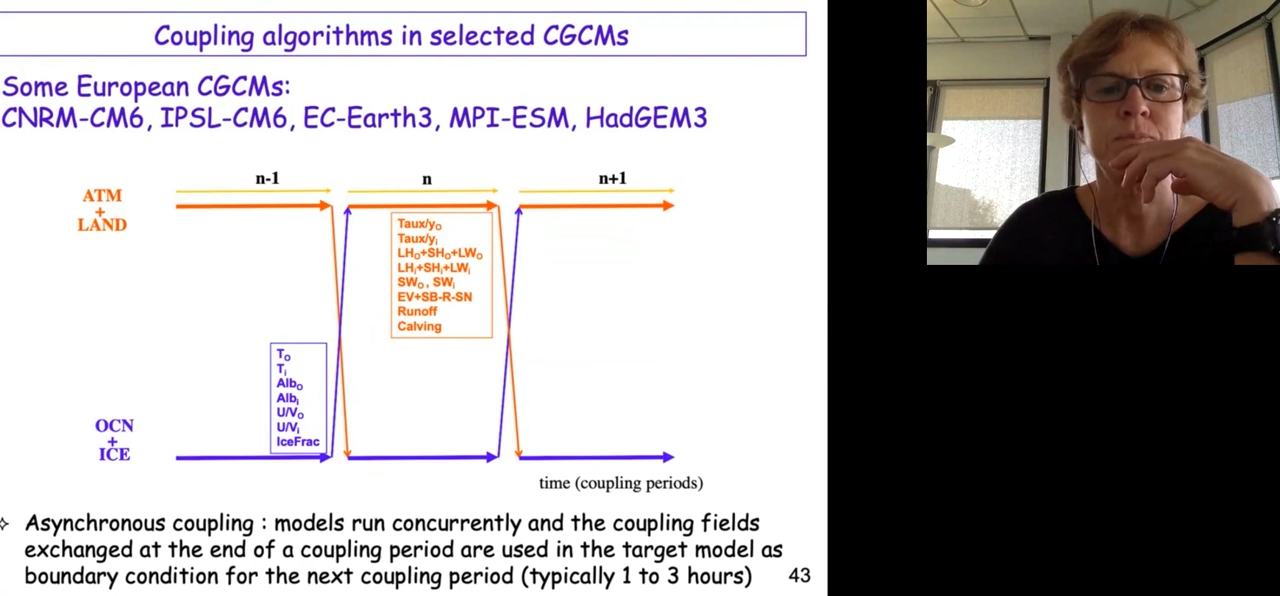 Coupling algorithms in selected CGCMs
Some European CGCMs:
CNRM-CM6, IPSL-CM6, EC-Earth3, MPI-ESM, HadGEM3
n-1
n
n+1
ATM
+
LAND
Taux/yₒ
Taux/yᵢ
LHₒ+SHₒ+LWₒ
LHᵢ+SHᵢ+LWᵢ
SWₒ, SWᵢ
EV+SB-R-SN
Runoff
Calving
Tₒ
Tᵢ
Albₒ
Albᵢ
U/Vₒ
U/Vᵢ
IceFrac
OCN
+
ICE
time (coupling periods)
✧ Asynchronous coupling : models run concurrently and the coupling fields
exchanged at the end of a coupling period are used in the target model as
boundary condition for the next coupling period (typically 1 to 3 hours)
43